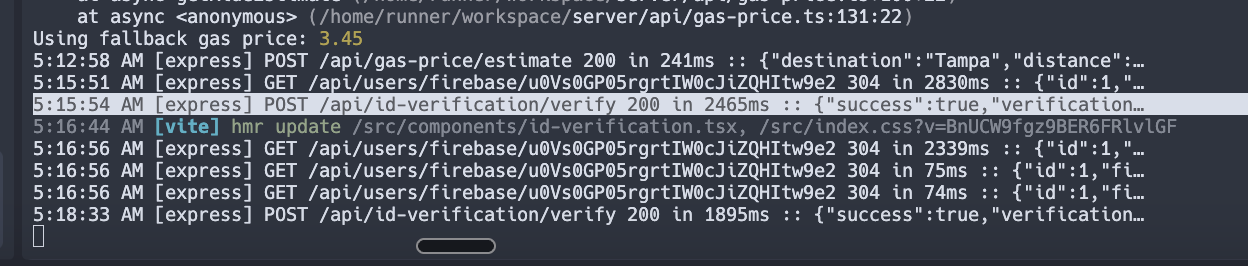 at async <anonymous> (/home/runner/workspace/server/api/gas-price.ts:131:22)
Using fallback gas price: 3.45
5:12:58 AM [express] POST /api/gas-price/estimate 200 in 241ms :: {"destination":"Tampa","distance":…
5:15:51 AM [express] GET /api/users/firebase/u0Vs0GP05rgrtIW0cJiZQHItw9e2 304 in 2830ms :: {"id":1,"…
5:15:54 AM [express] POST /api/id-verification/verify 200 in 2465ms :: {"success":true,"verification…
5:16:44 AM [vite] hmr update /src/components/id-verification.tsx, /src/index.css?v=BnUCW9fgz9BER6FRlvlGF
5:16:56 AM [express] GET /api/users/firebase/u0Vs0GP05rgrtIW0cJiZQHItw9e2 304 in 2339ms :: {"id":1,"…
5:16:56 AM [express] GET /api/users/firebase/u0Vs0GP05rgrtIW0cJiZQHItw9e2 304 in 75ms :: {"id":1,"fi…
5:16:56 AM [express] GET /api/users/firebase/u0Vs0GP05rgrtIW0cJiZQHItw9e2 304 in 74ms :: {"id":1,"fi…
5:18:33 AM [express] POST /api/id-verification/verify 200 in 1895ms :: {"success":true,"verification…